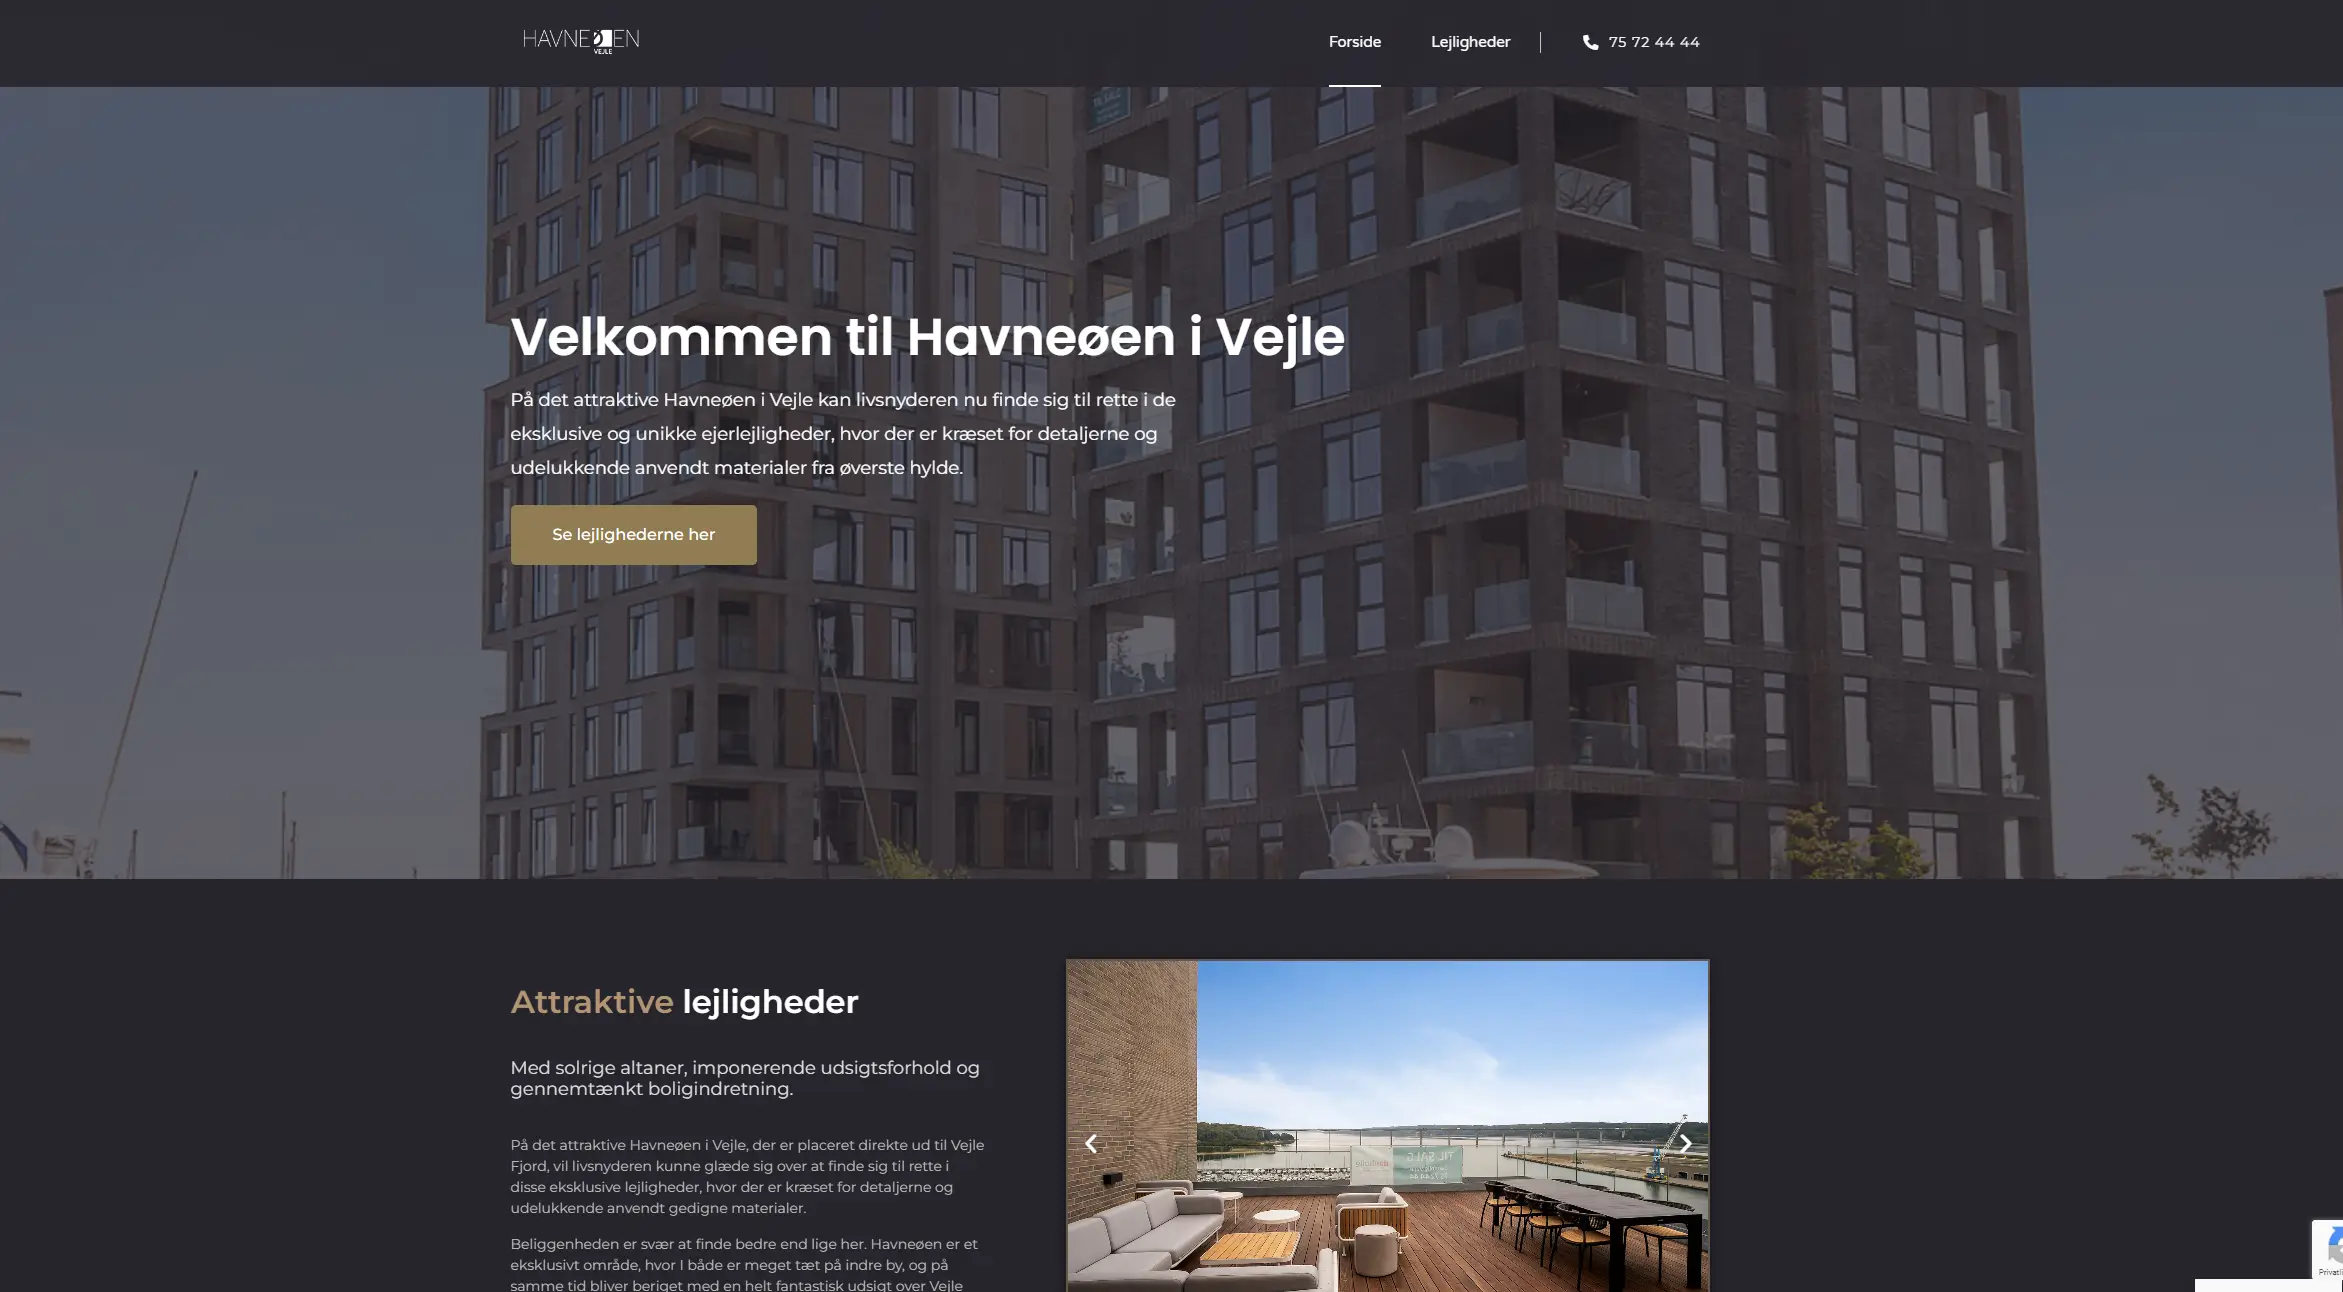 HAVNEØEN
VEJLE
Forside
Lejligheder
75 72 44 44
Velkommen til Havneøen i Vejle
På det attraktive Havneøen i Vejle kan livsnyderen nu finde sig til rette i de
eksklusive og unikke ejerlejligheder, hvor der er kræset for detaljerne og
udelukkende anvendt materialer fra øverste hylde.
Se lejlighederne her
Attraktive lejligheder
Med solrige altaner, imponerende udsigtsforhold og
gennemtænkt boligindretning.
På det attraktive Havneøen i Vejle, der er placeret direkte ud til Vejle
Fjord, vil livsnyderen kunne glæde sig over at finde sig til rette i
disse eksklusive lejligheder, hvor der er kræset for detaljerne og
udelukkende anvendt gedigne materialer.
Beliggenheden er svær at finde bedre end lige her. Havneøen er et
eksklusivt område, hvor I både er meget tæt på indre by, og på
samme tid bliver beriget med en helt fantastisk udsigt over Vejle
TIL SALG
Privatli